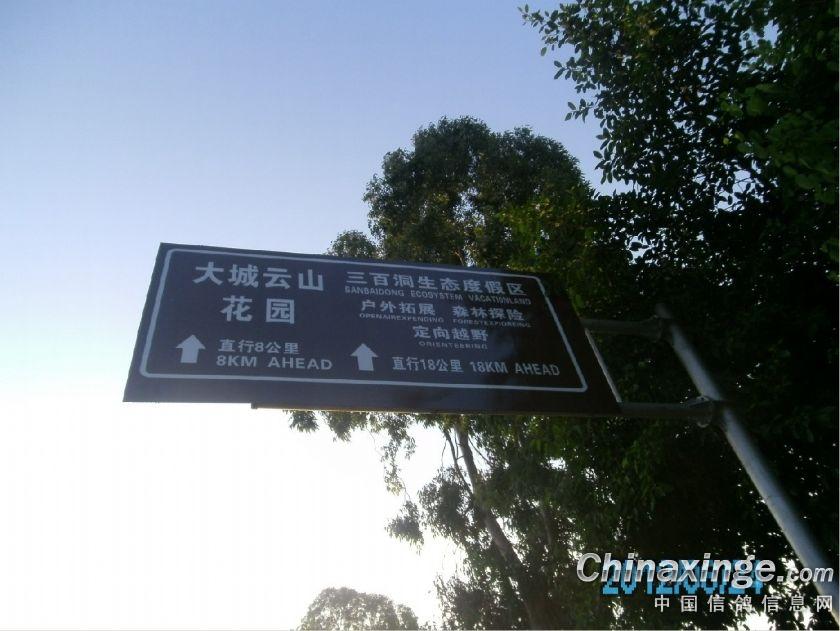 大城云山
花园
直行8公里
8KM AHEAD
三百洞生态度假区
SANBAIDONG ECOSYSTEM VACATIONLAND
户外拓展 森林探险
OPENAIREXPENDING FORESTEXPLOREING
定向越野
ORIENTEERING
直行18公里 18KM AHEAD
Chinaxinge.com
中国信鸽信息网